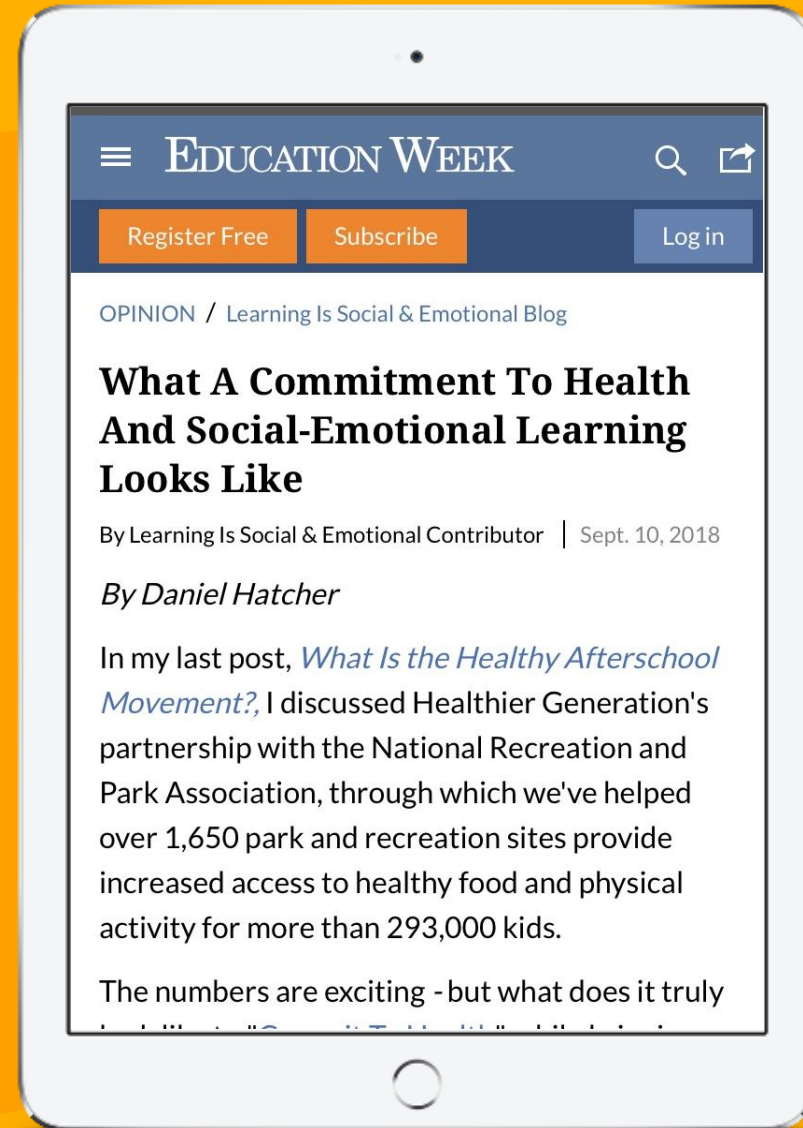 EDUCATION WEEK
Register Free Subscribe Log in
OPINION / Learning Is Social & Emotional Blog
What A Commitment To Health
And Social-Emotional Learning
Looks Like
By Learning Is Social & Emotional Contributor | Sept. 10, 2018
By Daniel Hatcher
In my last post, What Is the Healthy Afterschool
Movement?, I discussed Healthier Generation's
partnership with the National Recreation and
Park Association, through which we've helped
over 1,650 park and recreation sites provide
increased access to healthy food and physical
activity for more than 293,000 kids.
The numbers are exciting - but what does it truly